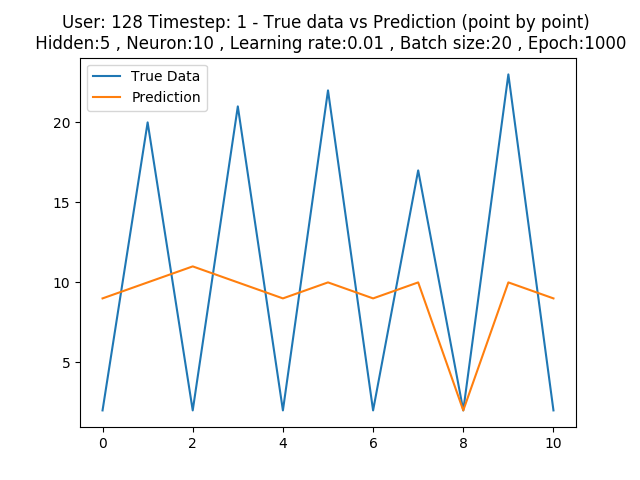 User: 128 Timestep: 1 - True data vs Prediction (point by point)
Hidden:5 , Neuron:10 , Learning rate:0.01 , Batch size:20 , Epoch:1000
True Data
Prediction
20
15
10
5
0 2 4 6 8 10